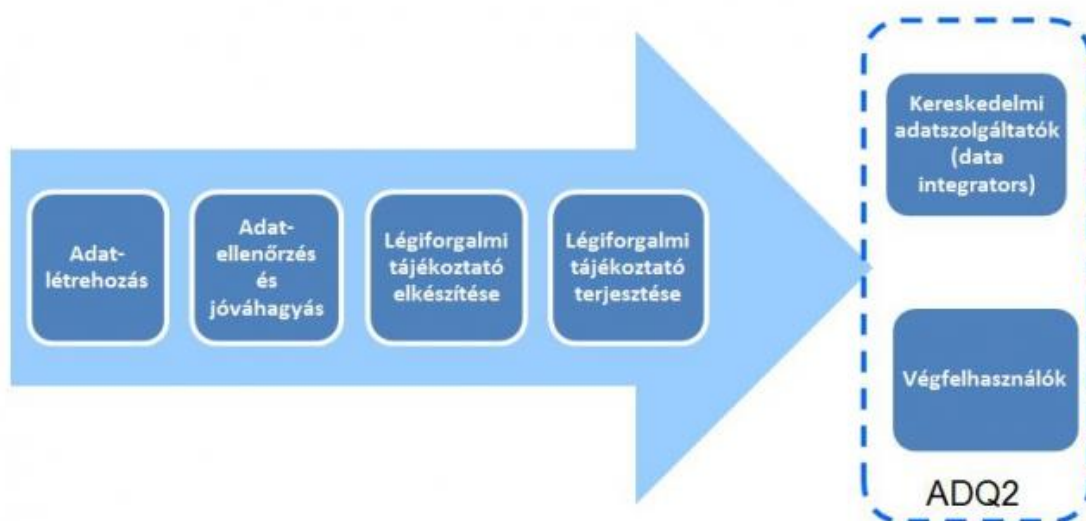 Adat-
létrehozás
Adat-
ellenőrzés
és
jóváhagyás
Légiforgalmi
tájékoztató
elkészítése
Légiforgalmi
tájékoztató
terjesztése
Kereskedelmi
adatszolgáltatók
(data
integrators)
Végfelhasználók
ADQ2